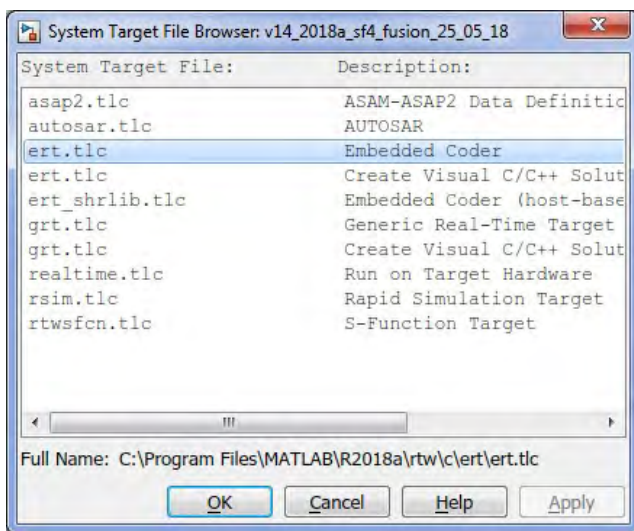 System Target File Browser: v14_2018a_sf4_fusion_25_05_18
System Target File: Description:
asap2.tlc ASAM-ASAP2 Data Definitic
autosar.tlc AUTOSAR
ert.tlc Embedded Coder
ert.tlc Create Visual C/C++ Solut
ert_shrlib.tlc Embedded Coder (host-base
grt.tlc Generic Real-Time Target
grt.tlc Create Visual C/C++ Solut
realtime.tlc Run on Target Hardware
rsim.tlc Rapid Simulation Target
rtwsfcn.tlc S-Function Target
Full Name: C:\Program Files\MATLAB\R2018a\rtw\c\ert\ert.tlc
OK Cancel Help Apply